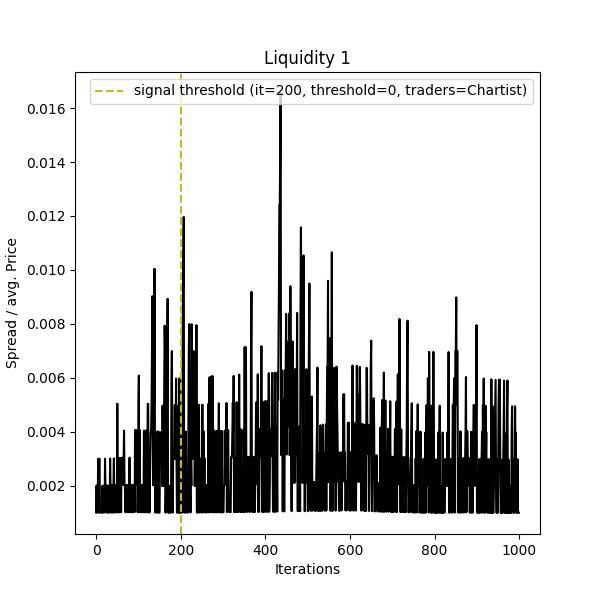 Liquidity 1
signal threshold (it=200, threshold=0, traders=Chartist)
Spread / avg. Price
0.016
0.014
0.012
0.010
0.008
0.006
0.004
0.002
0 200 400 600 800 1000
Iterations